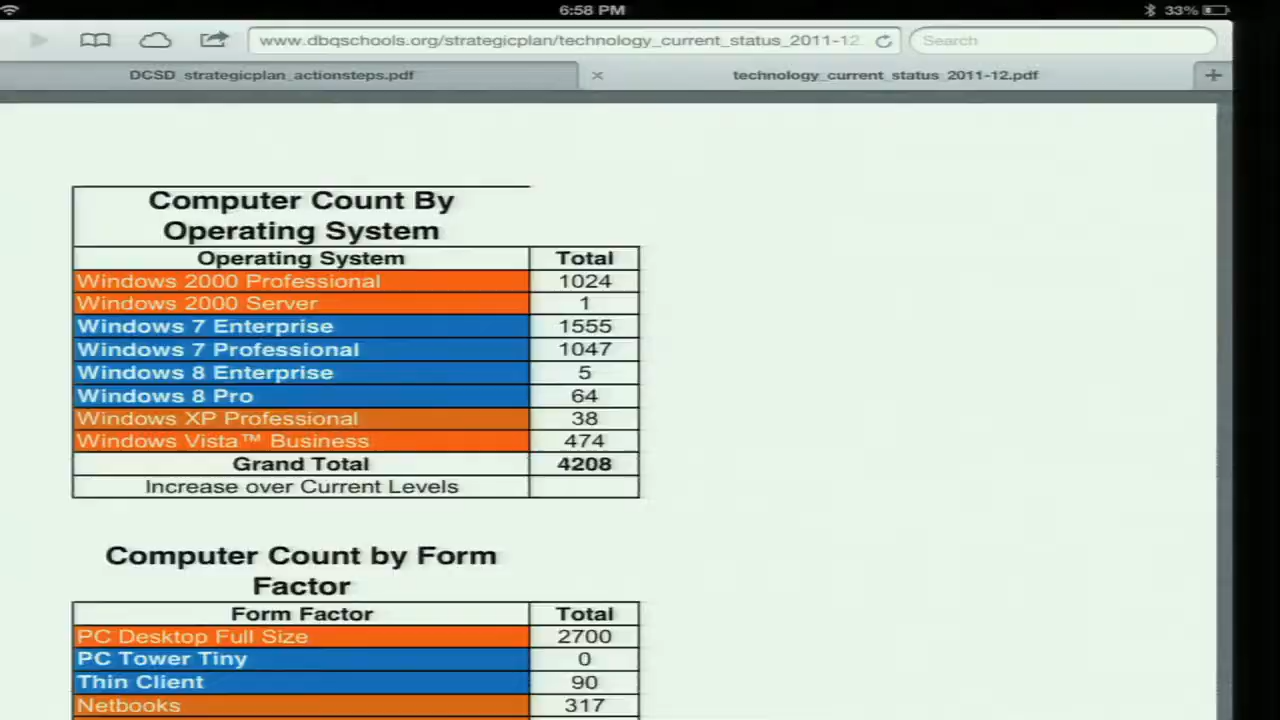 6:58 PM
33%
www.dbqschools.org/strategicplan/technology_current_status_2011-12
Search
DCSD_strategicplan_actionsteps.pdf
technology_current_status_2011-12.pdf
Computer Count By
Operating System
Operating System Total
Windows 2000 Professional 1024
Windows 2000 Server 1
Windows 7 Enterprise 1555
Windows 7 Professional 1047
Windows 8 Enterprise 5
Windows 8 Pro 64
Windows XP Professional 38
Windows Vista™ Business 474
Grand Total 4208
Increase over Current Levels
Computer Count by Form
Factor
Form Factor Total
PC Desktop Full Size 2700
PC Tower Tiny 0
Thin Client 90
Netbooks 317